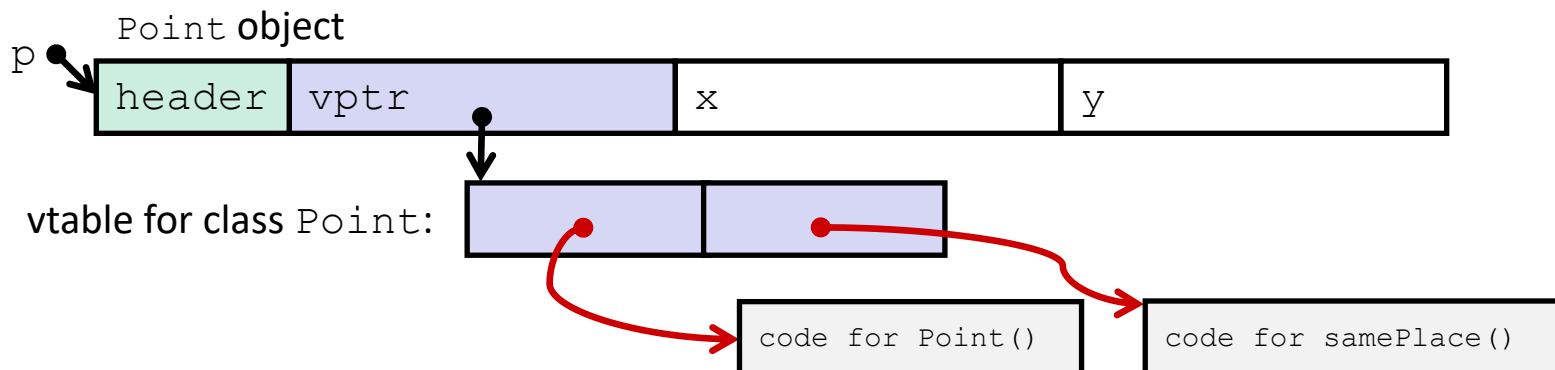 Point object
p
header vptr x y
vtable for class Point:
code for Point() code for samePlace()